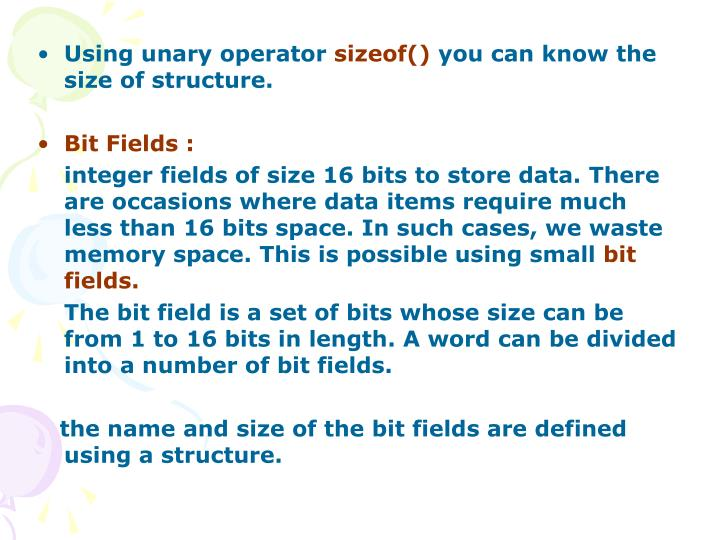 • Using unary operator sizeof() you can know the
size of structure.
• Bit Fields :
integer fields of size 16 bits to store data. There
are occasions where data items require much
less than 16 bits space. In such cases, we waste
memory space. This is possible using small bit
fields.
The bit field is a set of bits whose size can be
from 1 to 16 bits in length. A word can be divided
into a number of bit fields.
the name and size of the bit fields are defined
using a structure.